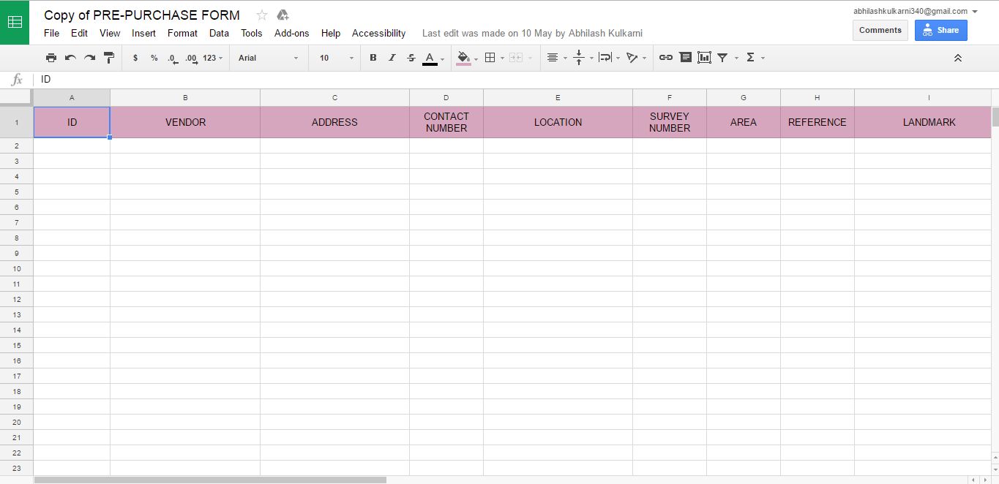 Copy of PRE-PURCHASE FORM
abhilashkulkarni340@gmail.com
File Edit View Insert Format Data Tools Add-ons Help Accessibility Last edit was made on 10 May by Abhilash Kulkarni
Comments Share
$ % .0 .00 123 Arial 10 B I S A Σ
fx ID
A B C D E F G H I
1 ID VENDOR ADDRESS CONTACT NUMBER LOCATION SURVEY NUMBER AREA REFERENCE LANDMARK
2
3
4
5
6
7
8
9
10
11
12
13
14
15
16
17
18
19
20
21
22
23